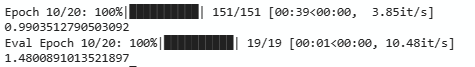 Epoch 10/20: 100%|██████████| 151/151 [00:39<00:00,  3.85it/s]
0.9903512790503092
Eval Epoch 10/20: 100%|██████████| 19/19 [00:01<00:00, 10.48it/s]
1.4800891013521897